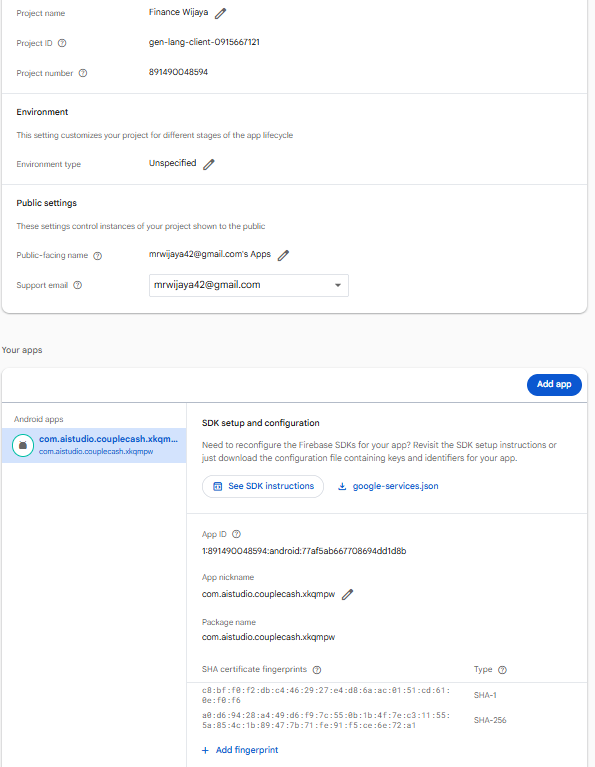 Project name Finance Wijaya
Project ID gen-lang-client-0915667121
Project number 891490048594
Environment
This setting customizes your project for different stages of the app lifecycle
Environment type Unspecified
Public settings
These settings control instances of your project shown to the public
Public-facing name mrwijaya42@gmail.com's Apps
Support email mrwijaya42@gmail.com
Your apps
Add app
Android apps
com.aistudio.couplecash.xkqm...
com.aistudio.couplecash.xkqmpw
SDK setup and configuration
Need to reconfigure the Firebase SDKs for your app? Revisit the SDK setup instructions or
just download the configuration file containing keys and identifiers for your app.
See SDK instructions google-services.json
App ID
1:891490048594:android:77af5ab667708694dd1d8b
App nickname
com.aistudio.couplecash.xkqmpw
Package name
com.aistudio.couplecash.xkqmpw
SHA certificate fingerprints Type
c8:bf:f0:f2:db:c4:46:29:27:e4:d8:6a:ac:01:51:cd:61:
0e:f0:f6
SHA-1
a0:d6:94:28:a4:49:d6:f9:7c:55:0b:1b:4f:7e:c3:11:55:
5a:85:4c:1b:89:47:7b:71:fe:91:f5:ce:6e:72:a1
SHA-256
Add fingerprint